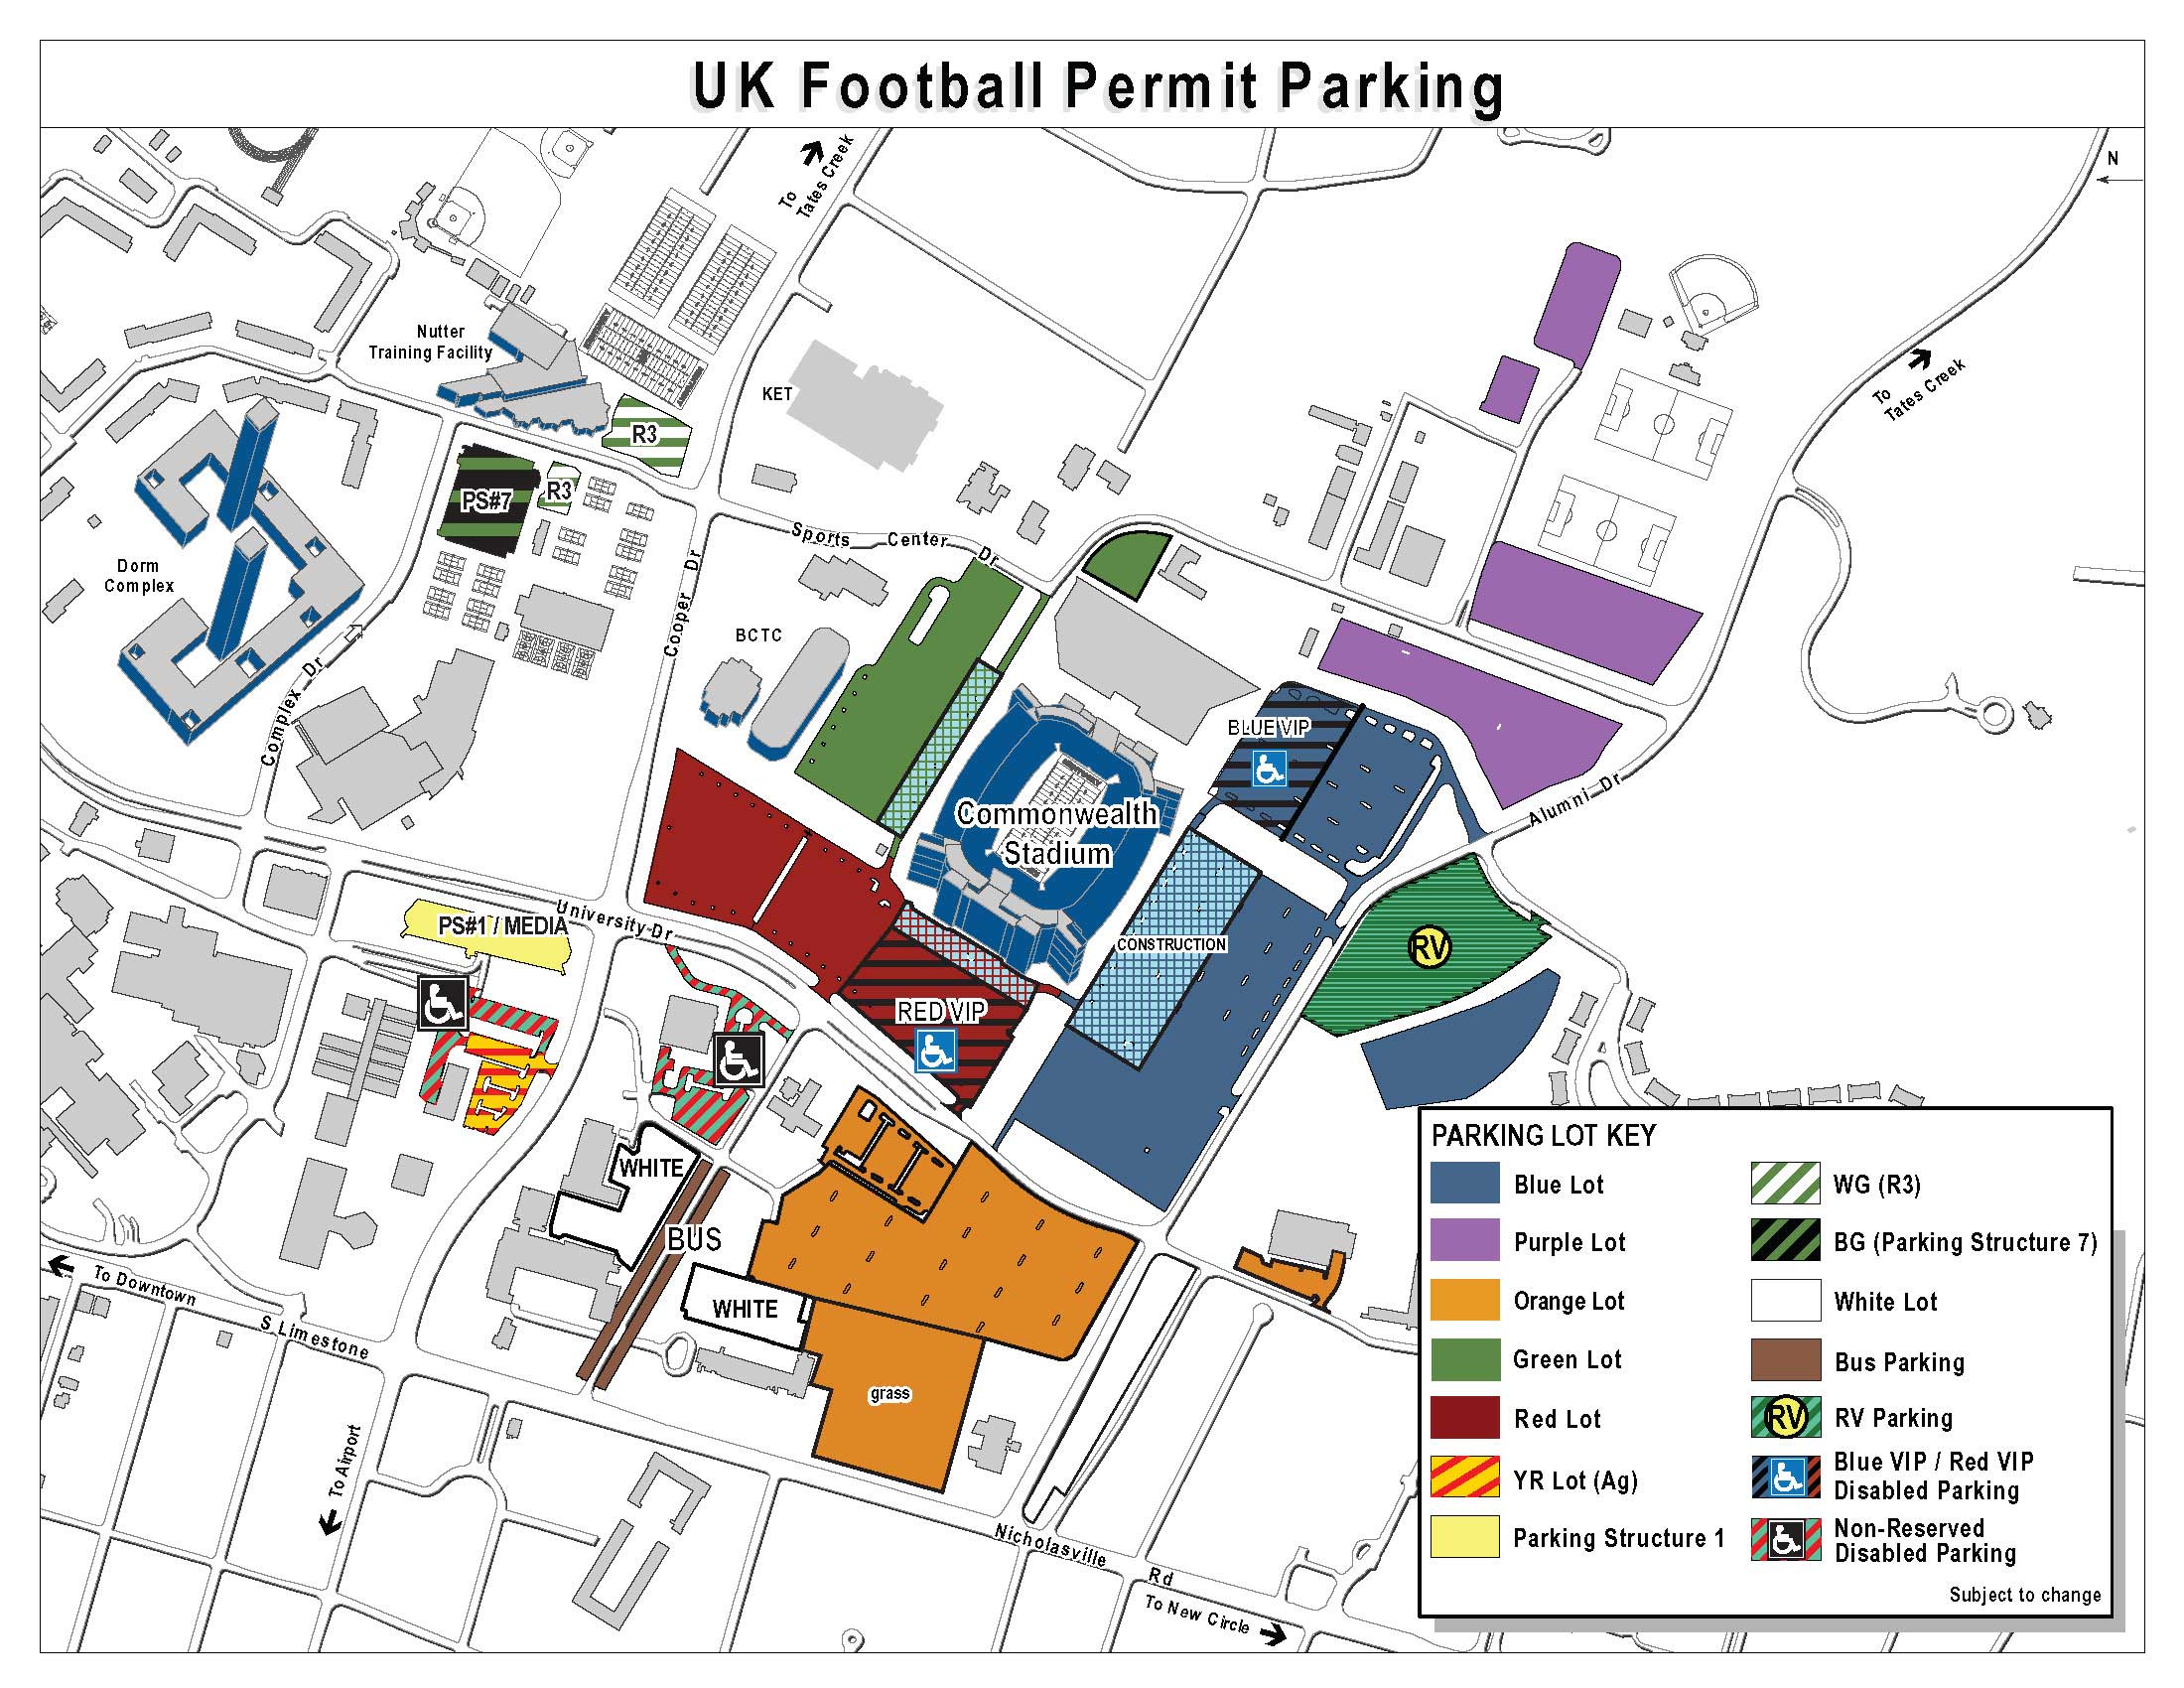 UK Football Permit Parking
N
To
Tates Creek
Nutter
Training Facility
KET
To
Tates Creek
R3
PS#7
R3
Sports Center Dr
Dorm
Complex
Cooper Dr
BCTC
Complex Dr
BLUE VIP
Commonwealth
Stadium
Alumni Dr
PS#1 / MEDIA
University Dr
CONSTRUCTION
RV
RED VIP
WHITE
BUS
WHITE
To Downtown
S Limestone
grass
To Airport
Nicholasville Rd
To New Circle
PARKING LOT KEY
Blue Lot
Purple Lot
Orange Lot
Green Lot
Red Lot
YR Lot (Ag)
Parking Structure 1
WG (R3)
BG (Parking Structure 7)
White Lot
Bus Parking
RV
RV Parking
Blue VIP / Red VIP
Disabled Parking
Non-Reserved
Disabled Parking
Subject to change